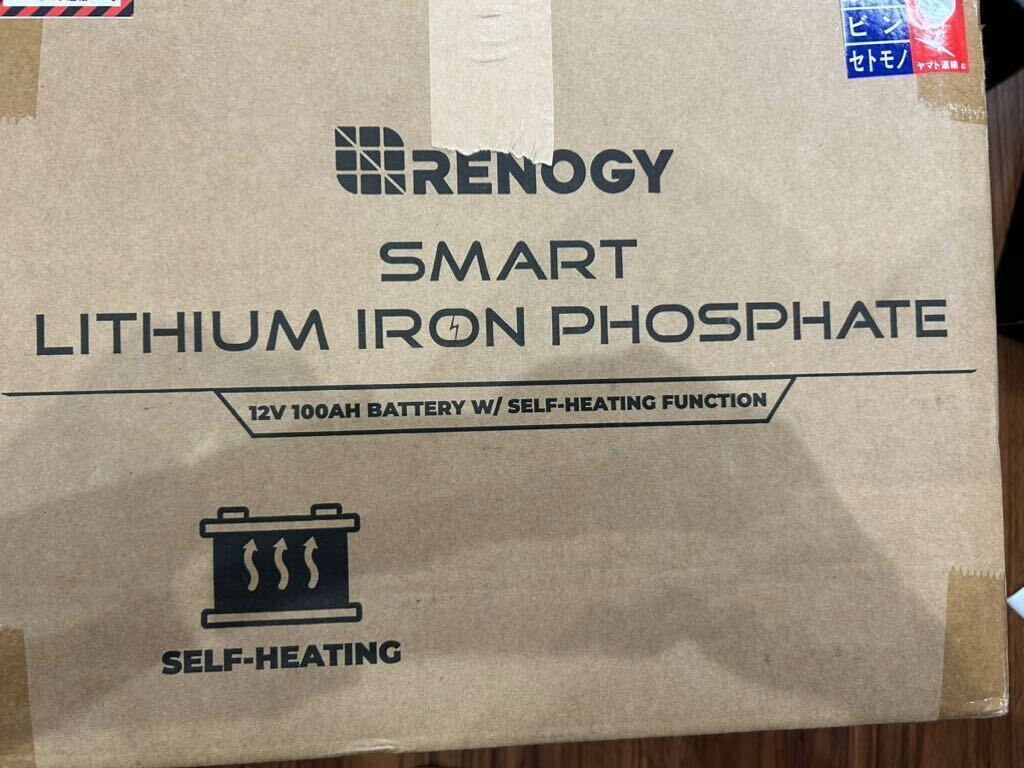 ビン
セトモノ
ヤマト運輸
RENOGY
SMART
LITHIUM IRON PHOSPHATE
12V 100AH BATTERY W/ SELF-HEATING FUNCTION
SELF-HEATING